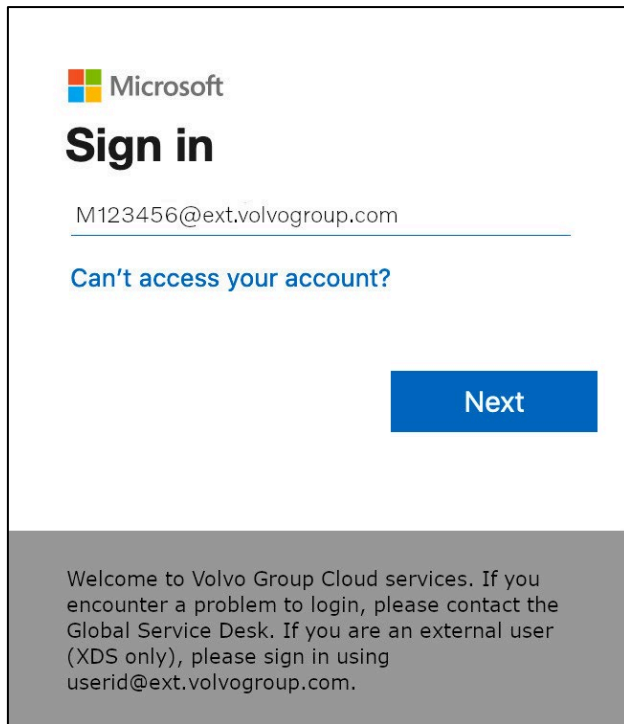 Microsoft
Sign in
M123456@ext.volvogroup.com
Can't access your account?
Next
Welcome to Volvo Group Cloud services. If you
encounter a problem to login, please contact the
Global Service Desk. If you are an external user
(XDS only), please sign in using
userid@ext.volvogroup.com.